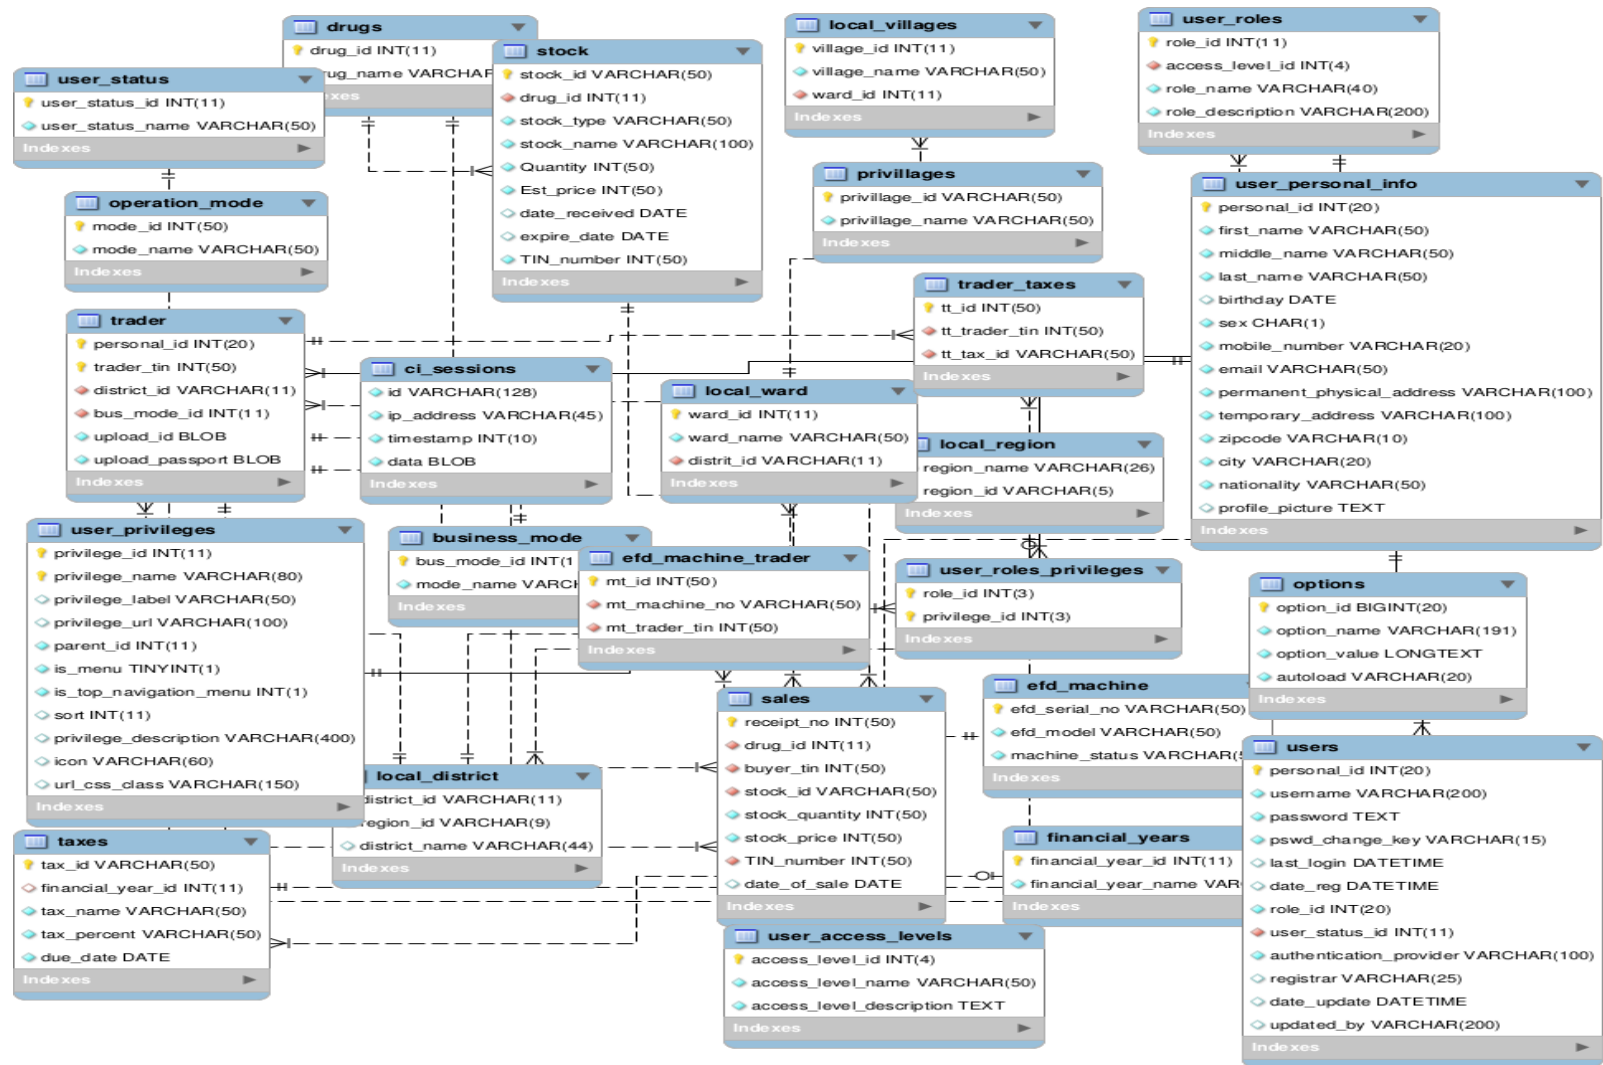 drugs
drug_id INT(11)
stock
stock_id VARCHAR(50)
drug_id INT(11)
stock_type VARCHAR(50)
stock_name VARCHAR(100)
Quantity INT(50)
Est_price INT(50)
date_received DATE
expire_date DATE
TIN_number INT(50)
Indexes
local_villages
village_id INT(11)
village_name VARCHAR(50)
ward_id INT(11)
Indexes
user_roles
role_id INT(11)
access_level_id INT(4)
role_name VARCHAR(40)
role_description VARCHAR(200)
Indexes
user_status
user_status_id INT(11)
user_status_name VARCHAR(50)
Indexes
operation_mode
mode_id INT(50)
mode_name VARCHAR(50)
Indexes
privillages
privillage_id VARCHAR(50)
privillage_name VARCHAR(50)
Indexes
user_personal_info
personal_id INT(20)
first_name VARCHAR(50)
middle_name VARCHAR(50)
last_name VARCHAR(50)
birthday DATE
sex CHAR(1)
mobile_number VARCHAR(20)
email VARCHAR(50)
permanent_physical_address VARCHAR(100)
temporary_address VARCHAR(100)
zipcode VARCHAR(10)
city VARCHAR(20)
nationality VARCHAR(50)
profile_picture TEXT
Indexes
trader_taxes
tt_id INT(50)
tt_trader_tin INT(50)
tt_tax_id VARCHAR(50)
Indexes
trader
personal_id INT(20)
trader_tin INT(50)
district_id VARCHAR(11)
bus_mode_id INT(11)
upload_id BLOB
upload_passport BLOB
Indexes
ci_sessions
id VARCHAR(128)
ip_address VARCHAR(45)
timestamp INT(10)
data BLOB
Indexes
local_ward
ward_id INT(11)
ward_name VARCHAR(50)
distrit_id VARCHAR(11)
Indexes
local_region
region_name VARCHAR(26)
region_id VARCHAR(5)
Indexes
user_privileges
privilege_id INT(11)
privilege_name VARCHAR(80)
privilege_label VARCHAR(50)
privilege_url VARCHAR(100)
parent_id INT(11)
is_menu TINYINT(1)
is_top_navigation_menu INT(1)
sort INT(11)
privilege_description VARCHAR(400)
icon VARCHAR(60)
url_css_class VARCHAR(150)
Indexes
business_mode
bus_mode_id INT(1
mode_name VARCH
Indexes
efd_machine_trader
mt_id INT(50)
mt_machine_no VARCHAR(50)
mt_trader_tin INT(50)
Indexes
user_roles_privileges
role_id INT(3)
privilege_id INT(3)
Indexes
options
option_id BIGINT(20)
option_name VARCHAR(191)
option_value LONGTEXT
autoload VARCHAR(20)
Indexes
sales
receipt_no INT(50)
drug_id INT(11)
buyer_tin INT(50)
stock_id VARCHAR(50)
stock_quantity INT(50)
stock_price INT(50)
TIN_number INT(50)
date_of_sale DATE
Indexes
efd_machine
efd_serial_no VARCHAR(50)
efd_model VARCHAR(50)
machine_status VARCHAR(
Indexes
local_district
district_id VARCHAR(11)
region_id VARCHAR(9)
district_name VARCHAR(44)
Indexes
users
personal_id INT(20)
username VARCHAR(200)
password TEXT
pswd_change_key VARCHAR(15)
last_login DATETIME
date_reg DATETIME
role_id INT(20)
user_status_id INT(11)
authentication_provider VARCHAR(100)
registrar VARCHAR(25)
date_update DATETIME
updated_by VARCHAR(200)
Indexes
taxes
tax_id VARCHAR(50)
financial_year_id INT(11)
tax_name VARCHAR(50)
tax_percent VARCHAR(50)
due_date DATE
Indexes
financial_years
financial_year_id INT(11)
financial_year_name VAR
Indexes
user_access_levels
access_level_id INT(4)
access_level_name VARCHAR(50)
access_level_description TEXT
Indexes